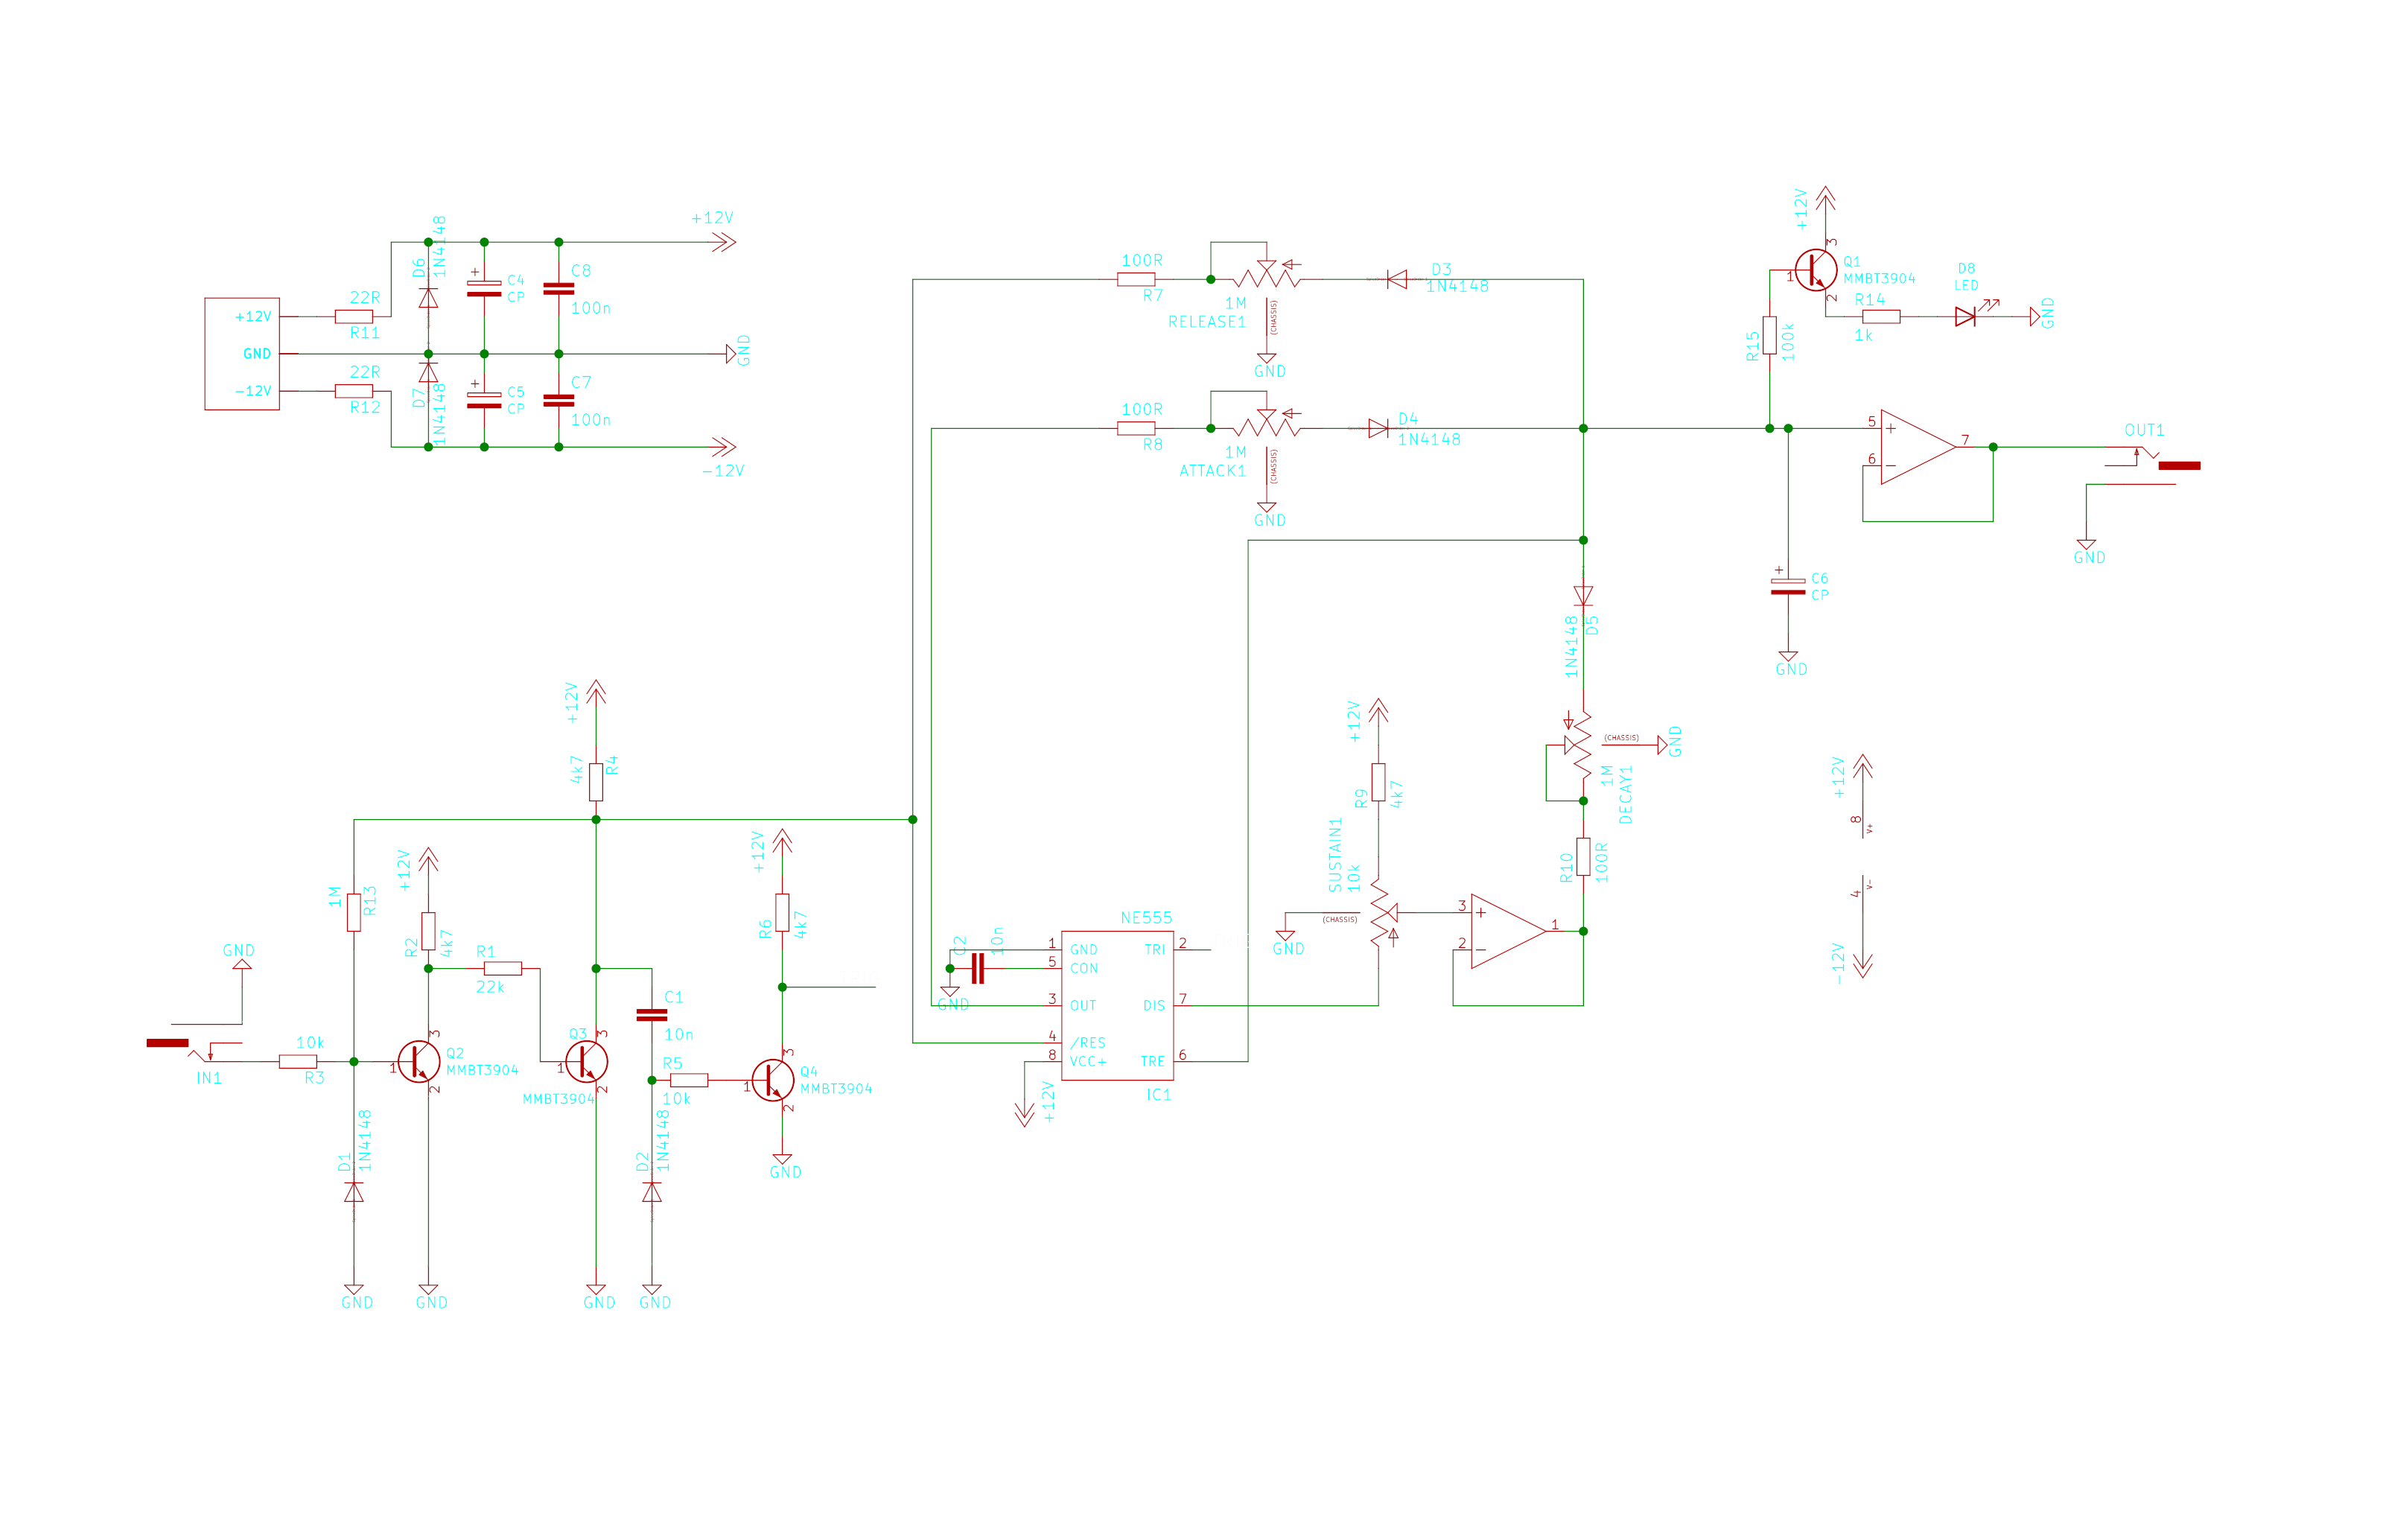 +12V
GND
-12V
22R
R11
22R
R12
D6
1N4148
D7
1N4148
C4
CP
C5
CP
C8
100n
C7
100n
+12V
GND
-12V
100R
R7
1M
RELEASE1
(CHASSIS)
GND
D3
1N4148
100R
R8
1M
ATTACK1
(CHASSIS)
GND
D4
1N4148
+12V
3
1
2
Q1
MMBT3904
R15
100k
R14
1k
D8
LED
GND
5
6
7
OUT1
GND
C6
CP
GND
1N4148
D5
(CHASSIS)
GND
1M
DECAY1
R10
100R
+12V
R9
4k7
SUSTAIN1
10k
(CHASSIS)
GND
3
2
1
+12V
8
V+
4
V-
-12V
+12V
4k7
R4
1M
R13
+12V
R2
4k7
R1
22k
GND
IN1
10k
R3
1
3
2
Q2
MMBT3904
Q3
1
3
2
MMBT3904
C1
10n
R5
10k
+12V
R6
4k7
1
3
2
Q4
MMBT3904
GND
D1
1N4148
D2
1N4148
GND
GND
GND
GND
C2
10n
GND
NE555
1
GND
TRI
2
5
CON
3
OUT
DIS
7
4
/RES
8
VCC+
TRE
6
IC1
+12V